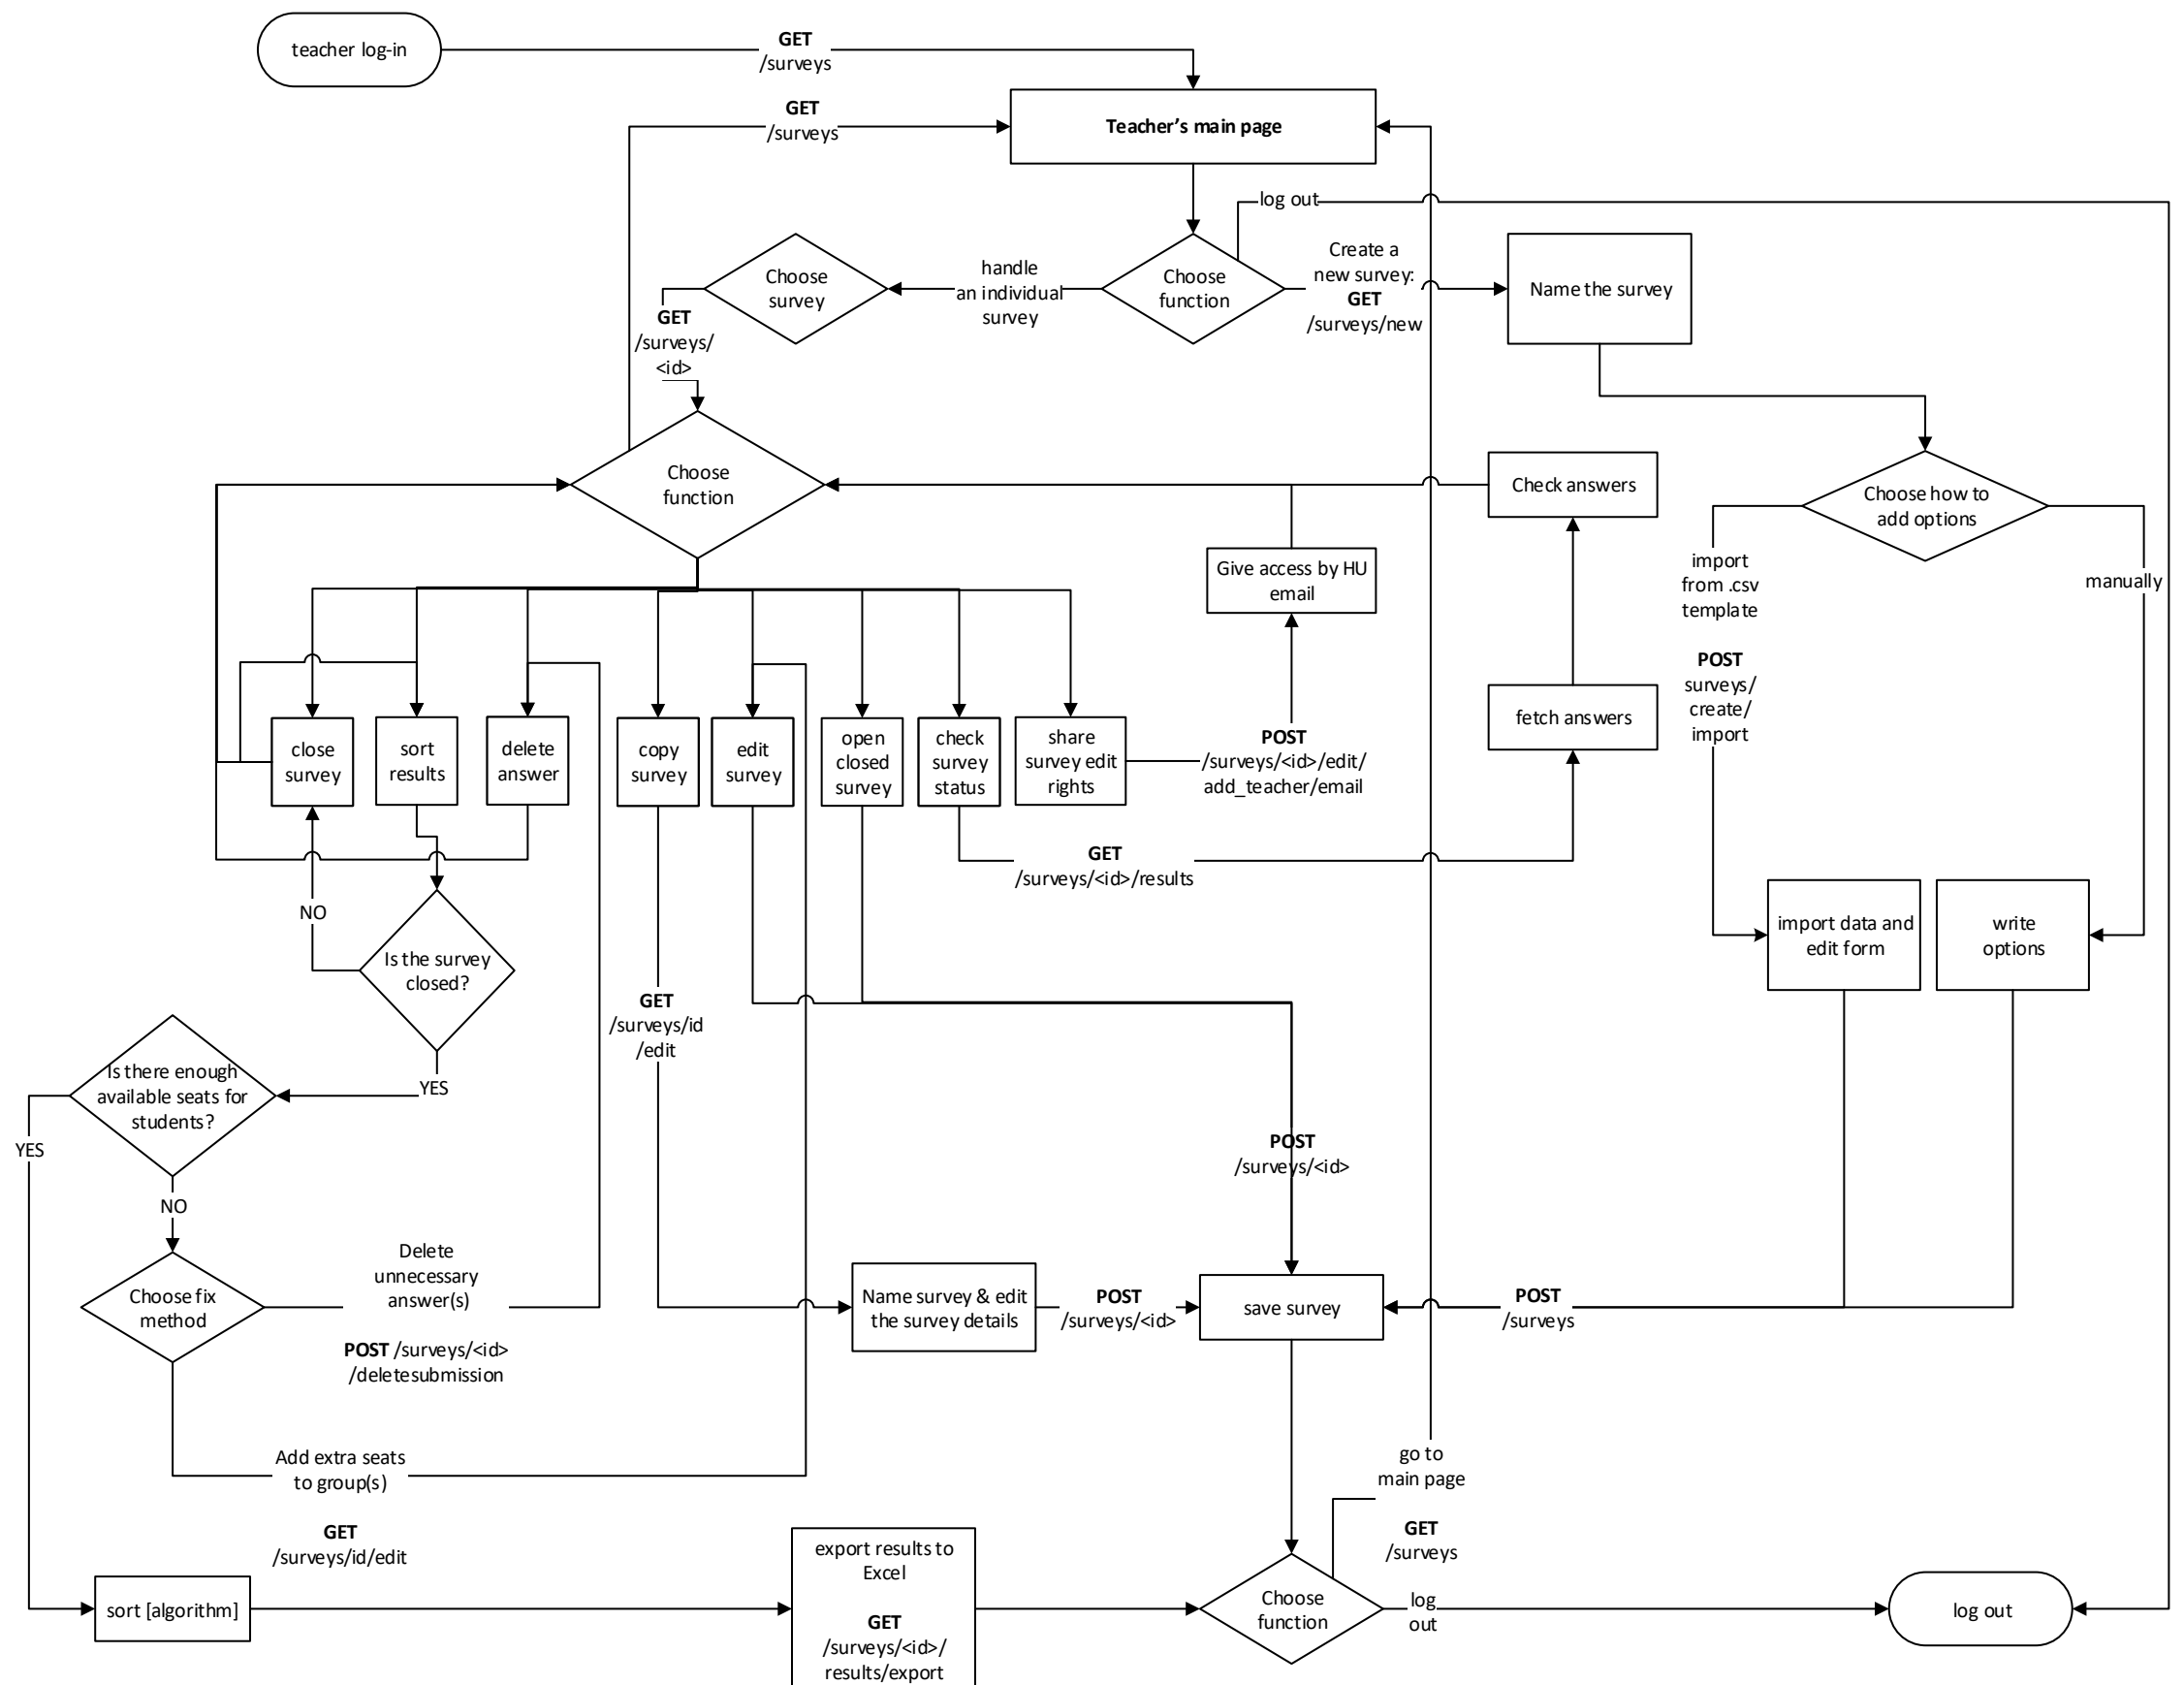 teacher log-in
GET
/surveys
GET
/surveys
Teacher’s main page
log out
Choose
survey
handle
an individual
survey
Choose
function
Create a
new survey:
GET
/surveys/new
Name the survey
GET
/surveys/
<id>
Choose
function
Check answers
Choose how to
add options
Give access by HU
email
import
from .csv
template
manually
POST
surveys/
create/
import
fetch answers
close
survey
sort
results
delete
answer
copy
survey
edit
survey
open
closed
survey
check
survey
status
share
survey edit
rights
POST
/surveys/<id>/edit/
add_teacher/email
GET
/surveys/<id>/results
NO
Is the survey
closed?
import data and
edit form
write
options
GET
/surveys/id
/edit
Is there enough
available seats for
students?
YES
YES
POST
/surveys/<id>
NO
Delete
unnecessary
answer(s)
Choose fix
method
POST /surveys/<id>
/deletesubmission
Name survey & edit
the survey details
POST
/surveys/<id>
save survey
POST
/surveys
Add extra seats
to group(s)
GET
/surveys/id/edit
go to
main page
GET
/surveys
sort [algorithm]
export results to
Excel
GET
/surveys/<id>/
results/export
Choose
function
log
out
log out